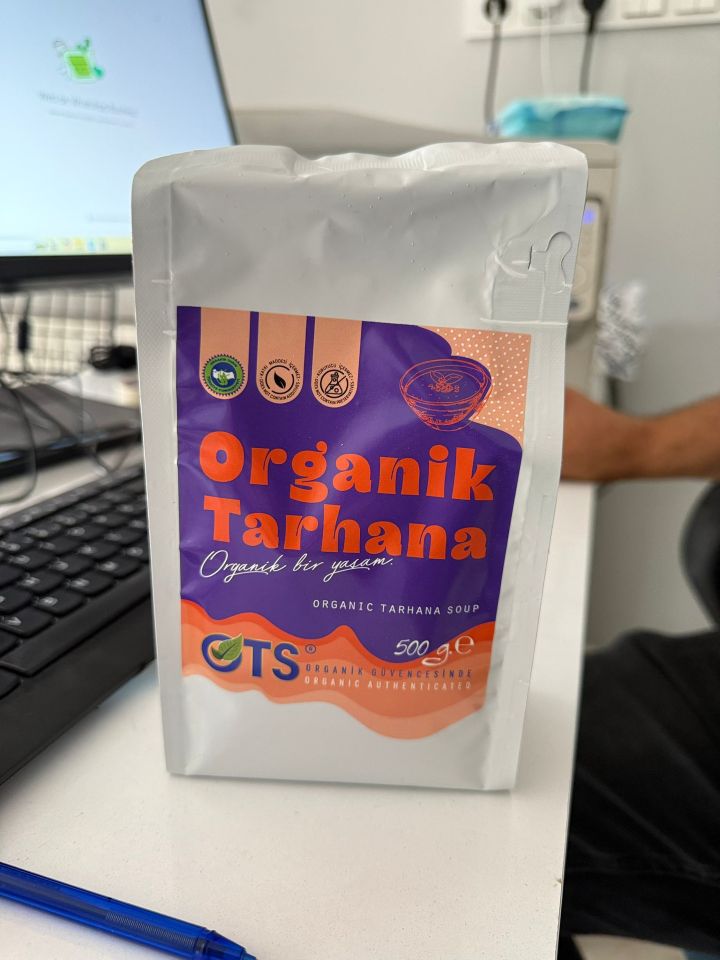 Organik
Tarhana
Organik bir yaşam.
ORGANIC TARHANA SOUP
500 g.e
OTS®
ORGANİK GÜVENCESİNDE
ORGANIC AUTHENTICATED